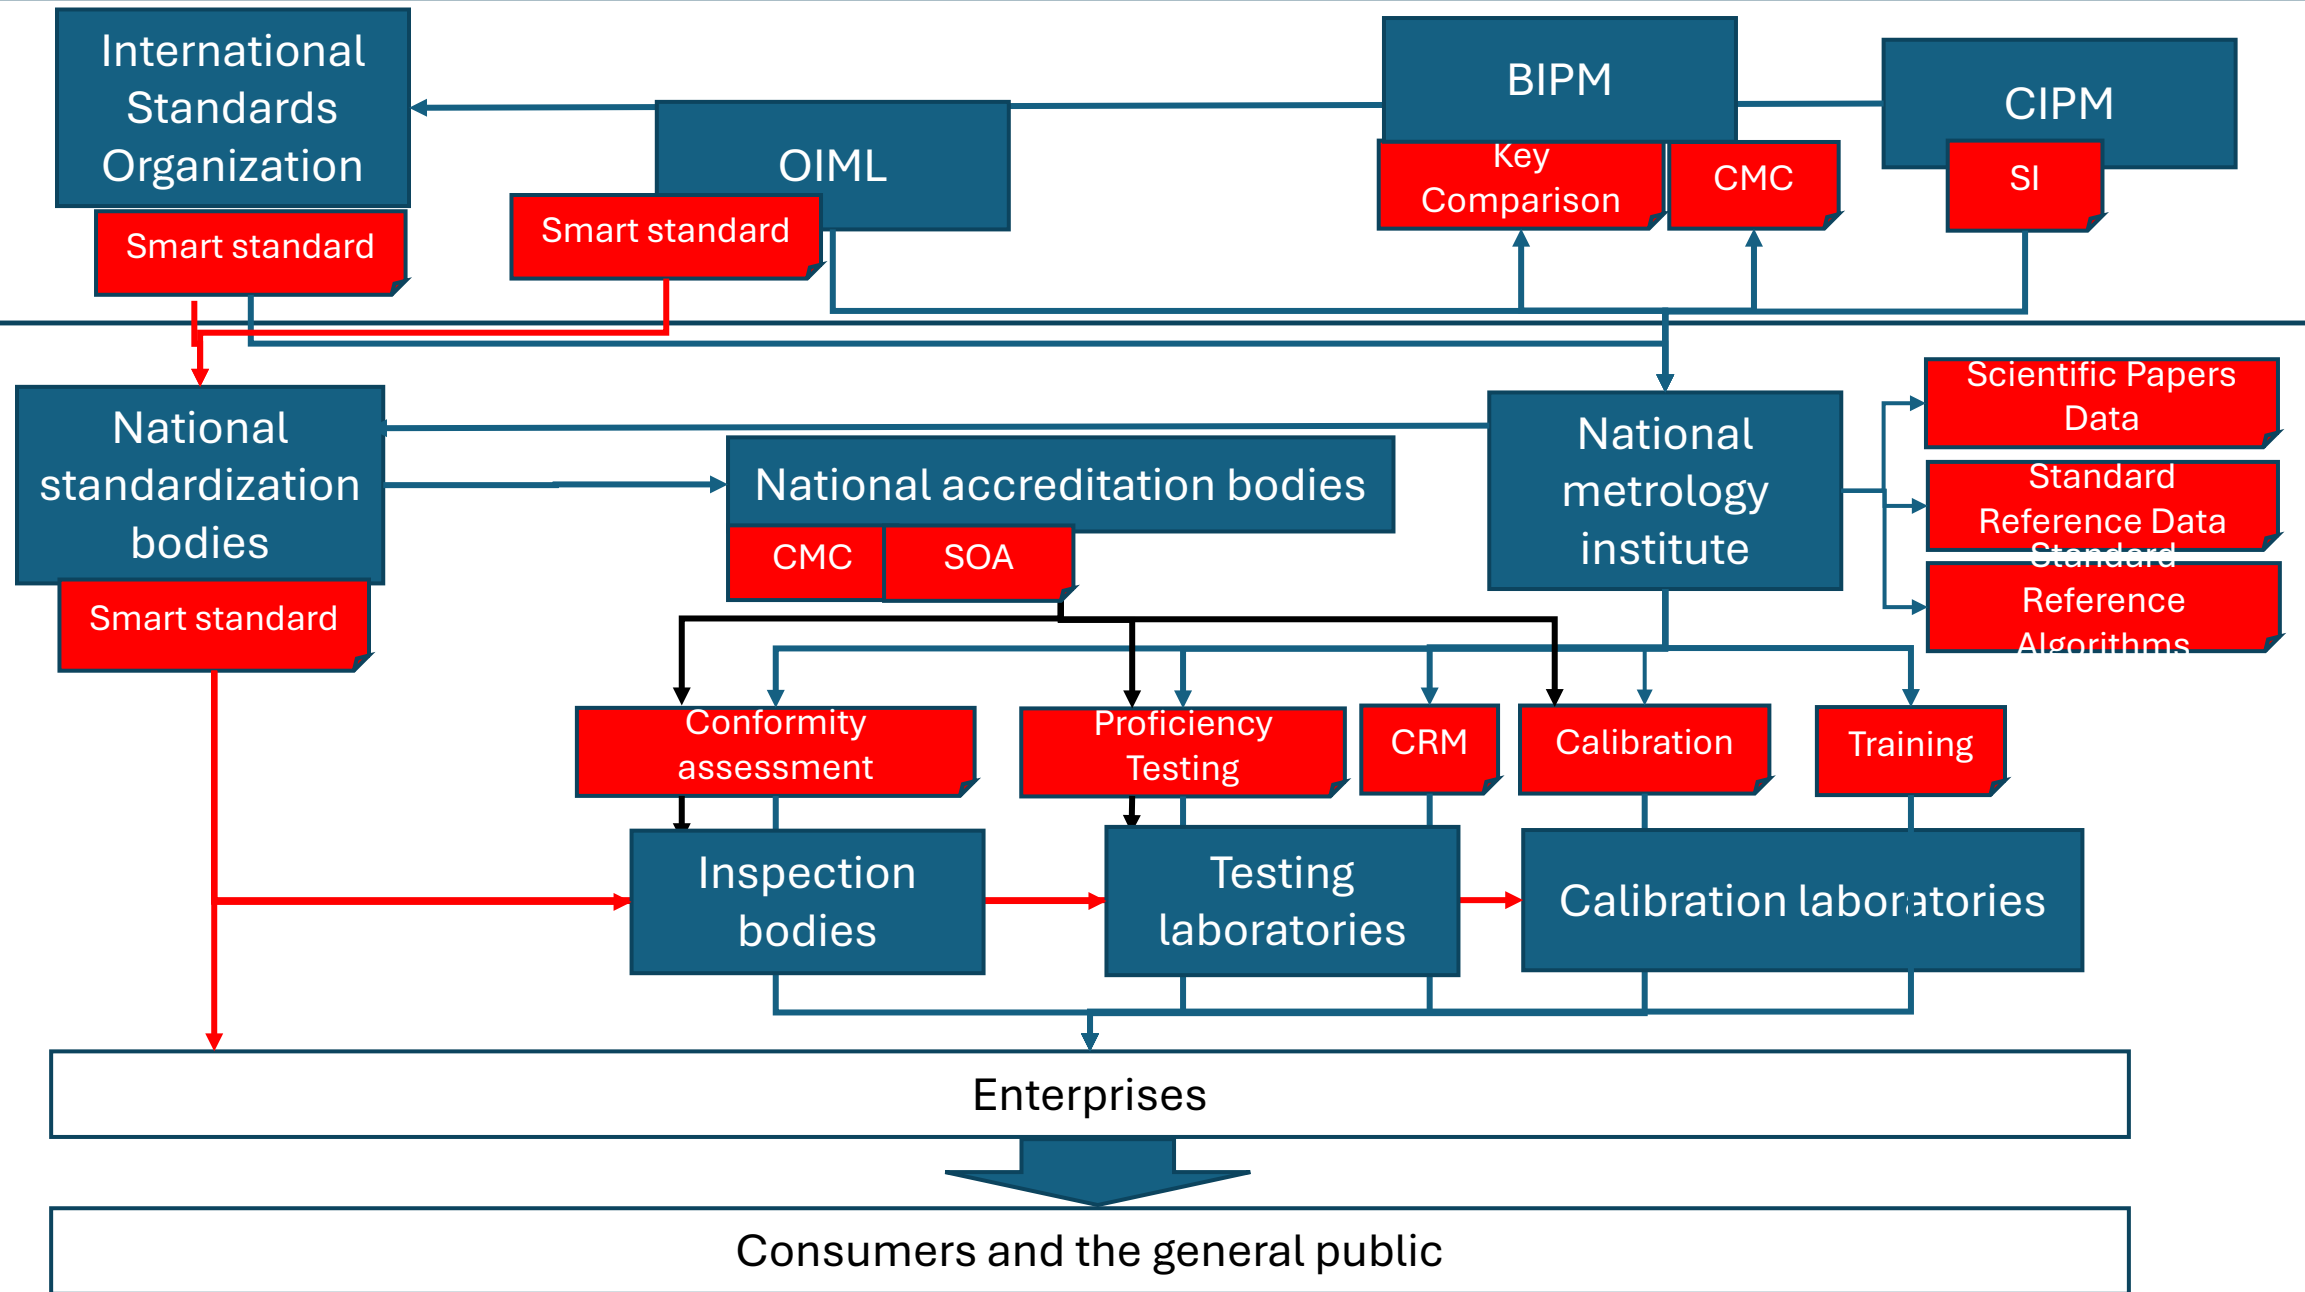 International
Standards
Organization
Smart standard
OIML
Smart standard
BIPM
Key
Comparison
CMC
CIPM
SI
National
standardization
bodies
Smart standard
National accreditation bodies
CMC
SOA
National
metrology
institute
Scientific Papers
Data
Standard
Reference Data
Standard
Reference
Algorithms
Conformity
assessment
Proficiency
Testing
CRM
Calibration
Training
Inspection
bodies
Testing
laboratories
Calibration laboratories
Enterprises
Consumers and the general public